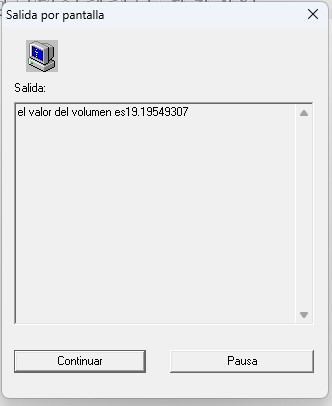 Salida por pantalla
Salida:
el valor del volumen es19.19549307
Continuar
Pausa